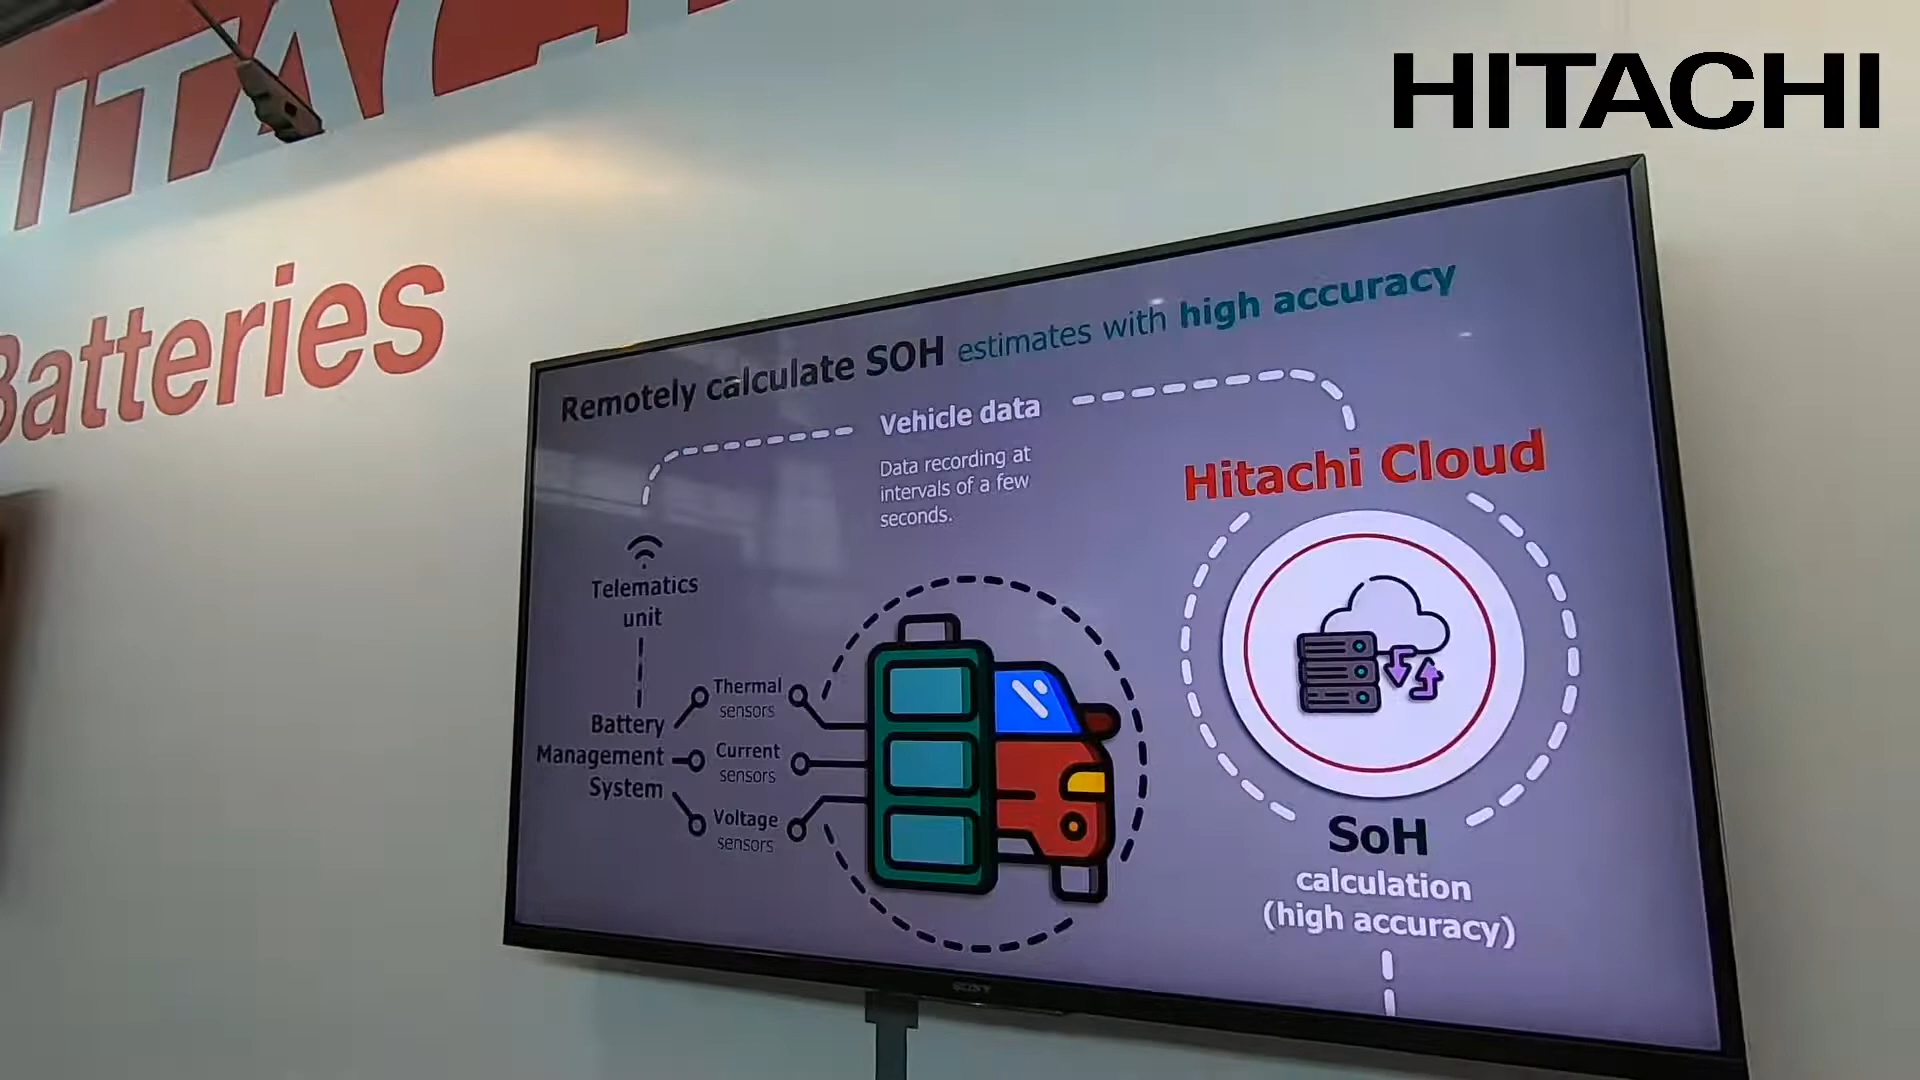 HITACHI
Batteries
Remotely calculate SOH estimates with high accuracy
Vehicle data
Data recording at
intervals of a few
seconds.
Hitachi Cloud
Telematics
unit
Battery
Management
System
Thermal
sensors
Current
sensors
Voltage
sensors
SoH
calculation
(high accuracy)
SONY